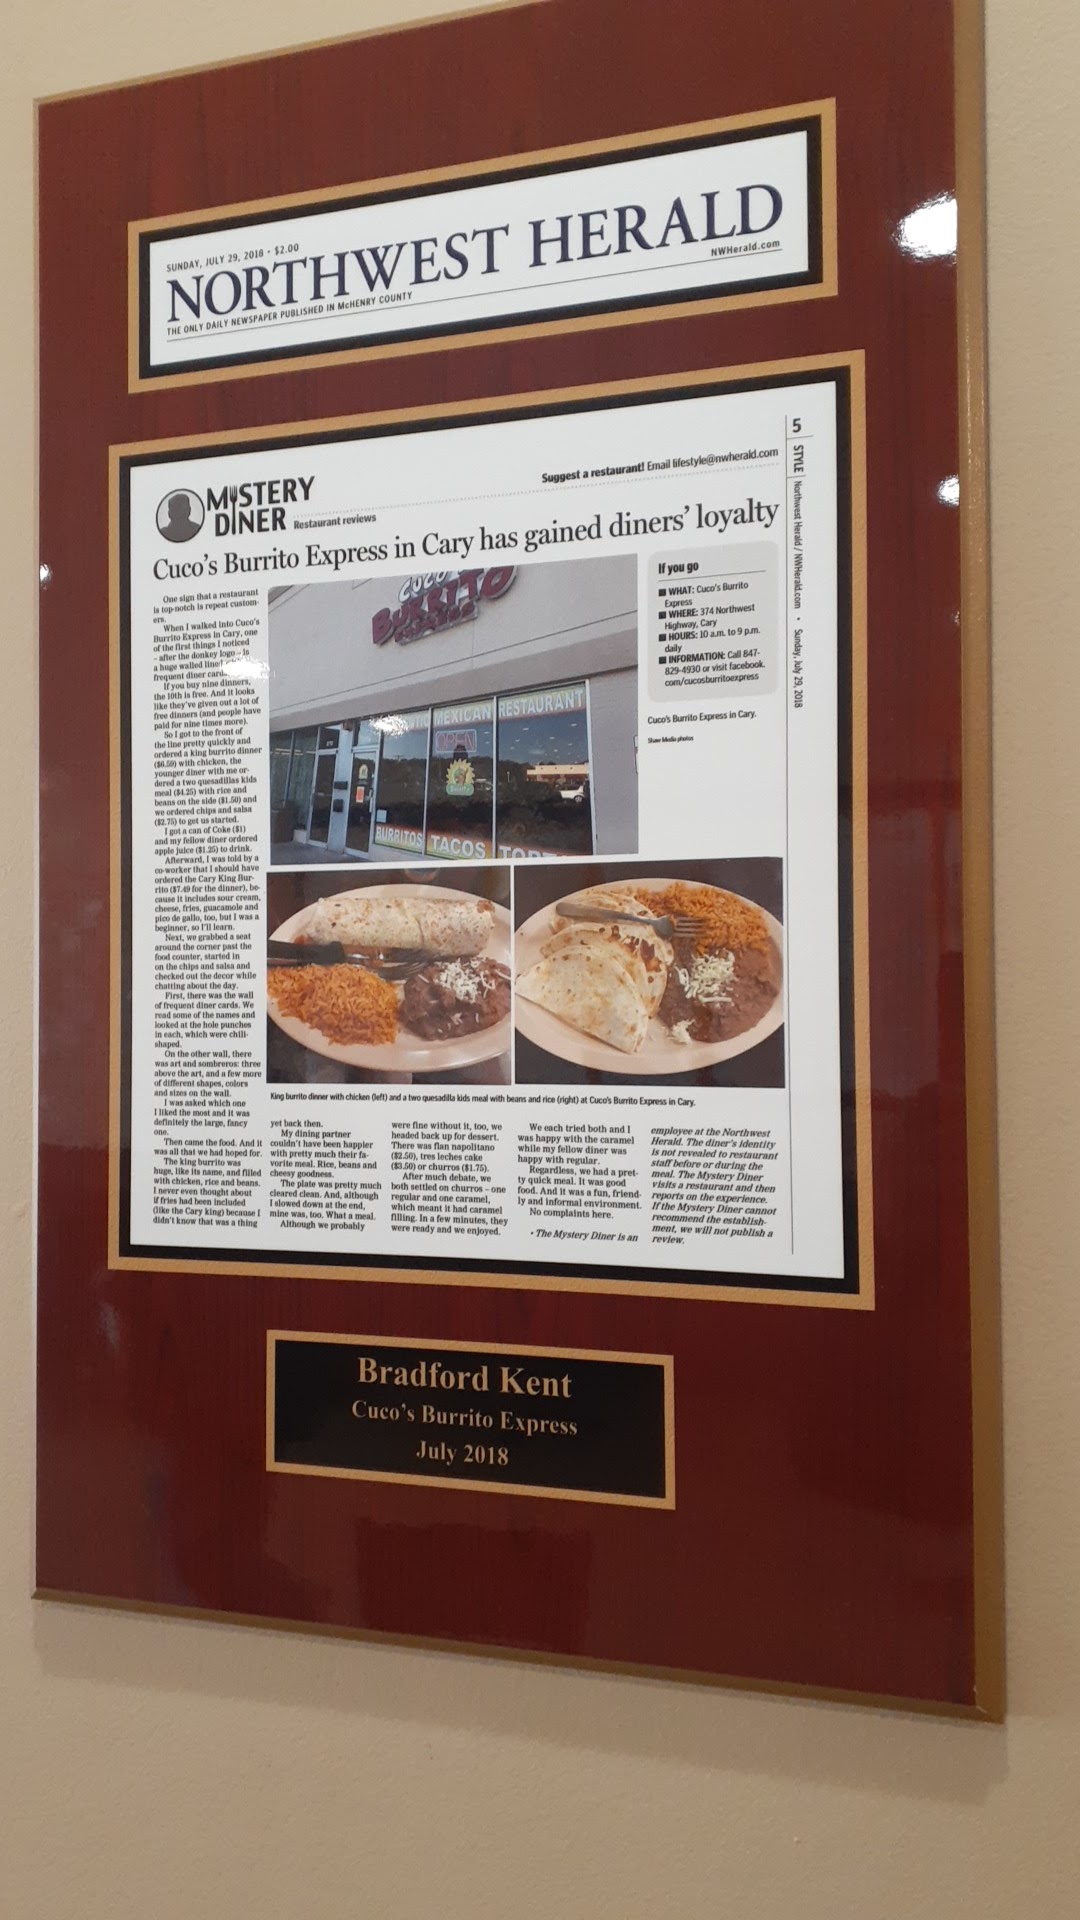 SUNDAY, JULY 29, 2018 • $2.00
NORTHWEST HERALD
THE ONLY DAILY NEWSPAPER PUBLISHED IN McHENRY COUNTY
NWHerald.com
5
STYLE | Northwest Herald / NWHerald.com • Sunday, July 29, 2018
MYSTERY
DINER Restaurant reviews
Suggest a restaurant! Email lifestyle@nwherald.com
Cuco's Burrito Express in Cary has gained diners' loyalty
One sign that a restaurant
is top-notch is repeat custom-
ers.
When I walked into Cuco's
Burrito Express in Cary, one
of the first things I noticed
– after the donkey logo – is
a huge walled line
frequent diner cards.
If you buy nine dinners,
the 10th is free. And it looks
like they've given out a lot of
free dinners (and people have
paid for nine times more).
So I got to the front of
the line pretty quickly and
ordered a king burrito dinner
($6.59) with chicken, the
younger diner with me or-
dered a two quesadillas kids
meal ($4.25) with rice and
beans on the side ($1.50) and
we ordered chips and salsa
($2.75) to get us started.
I got a can of Coke ($1)
and my fellow diner ordered
apple juice ($1.25) to drink.
Afterward, I was told by a
co-worker that I should have
ordered the Cary King Bur-
rito ($7.49 for the dinner), be-
cause it includes sour cream,
cheese, fries, guacamole and
pico de gallo, too, but I was a
beginner, so I'll learn.
Next, we grabbed a seat
around the corner past the
food counter, started in
on the chips and salsa and
checked out the decor while
chatting about the day.
First, there was the wall
of frequent diner cards. We
read some of the names and
looked at the hole punches
in each, which were chili-
shaped.
On the other wall, there
was art and sombreros: three
above the art, and a few more
of different shapes, colors
and sizes on the wall.
I was asked which one
I liked the most and it was
definitely the large, fancy
one.
Then came the food. And it
was all that we had hoped for.
The king burrito was
huge, like its name, and filled
with chicken, rice and beans.
I never even thought about
if fries had been included
(like the Cary king) because I
didn't know that was a thing
CUCO
BURRITO
EXPRESS
MEXICAN RESTAURANT
OPEN
BURRITOS TACOS
If you go
■ WHAT: Cuco's Burrito
Express
■ WHERE: 374 Northwest
Highway, Cary
■ HOURS: 10 a.m. to 9 p.m.
daily
■ INFORMATION: Call 847-
829-4930 or visit facebook.
com/cucosburritoexpress
Cuco's Burrito Express in Cary.
Shaw Media photos
King burrito dinner with chicken (left) and a two quesadilla kids meal with beans and rice (right) at Cuco's Burrito Express in Cary.
yet back then.
My dining partner
couldn't have been happier
with pretty much their fa-
vorite meal. Rice, beans and
cheesy goodness.
The plate was pretty much
cleared clean. And, although
I slowed down at the end,
mine was, too. What a meal.
Although we probably
were fine without it, too, we
headed back up for dessert.
There was flan napolitano
($2.50), tres leches cake
($3.50) or churros ($1.75).
After much debate, we
both settled on churros – one
regular and one caramel,
which meant it had caramel
filling. In a few minutes, they
were ready and we enjoyed.
We each tried both and I
was happy with the caramel
while my fellow diner was
happy with regular.
Regardless, we had a pret-
ty quick meal. It was good
food. And it was a fun, friend-
ly and informal environment.
No complaints here.
• The Mystery Diner is an
employee at the Northwest
Herald. The diner's identity
is not revealed to restaurant
staff before or during the
meal. The Mystery Diner
visits a restaurant and then
reports on the experience.
If the Mystery Diner cannot
recommend the establish-
ment, we will not publish a
review.
Bradford Kent
Cuco's Burrito Express
July 2018